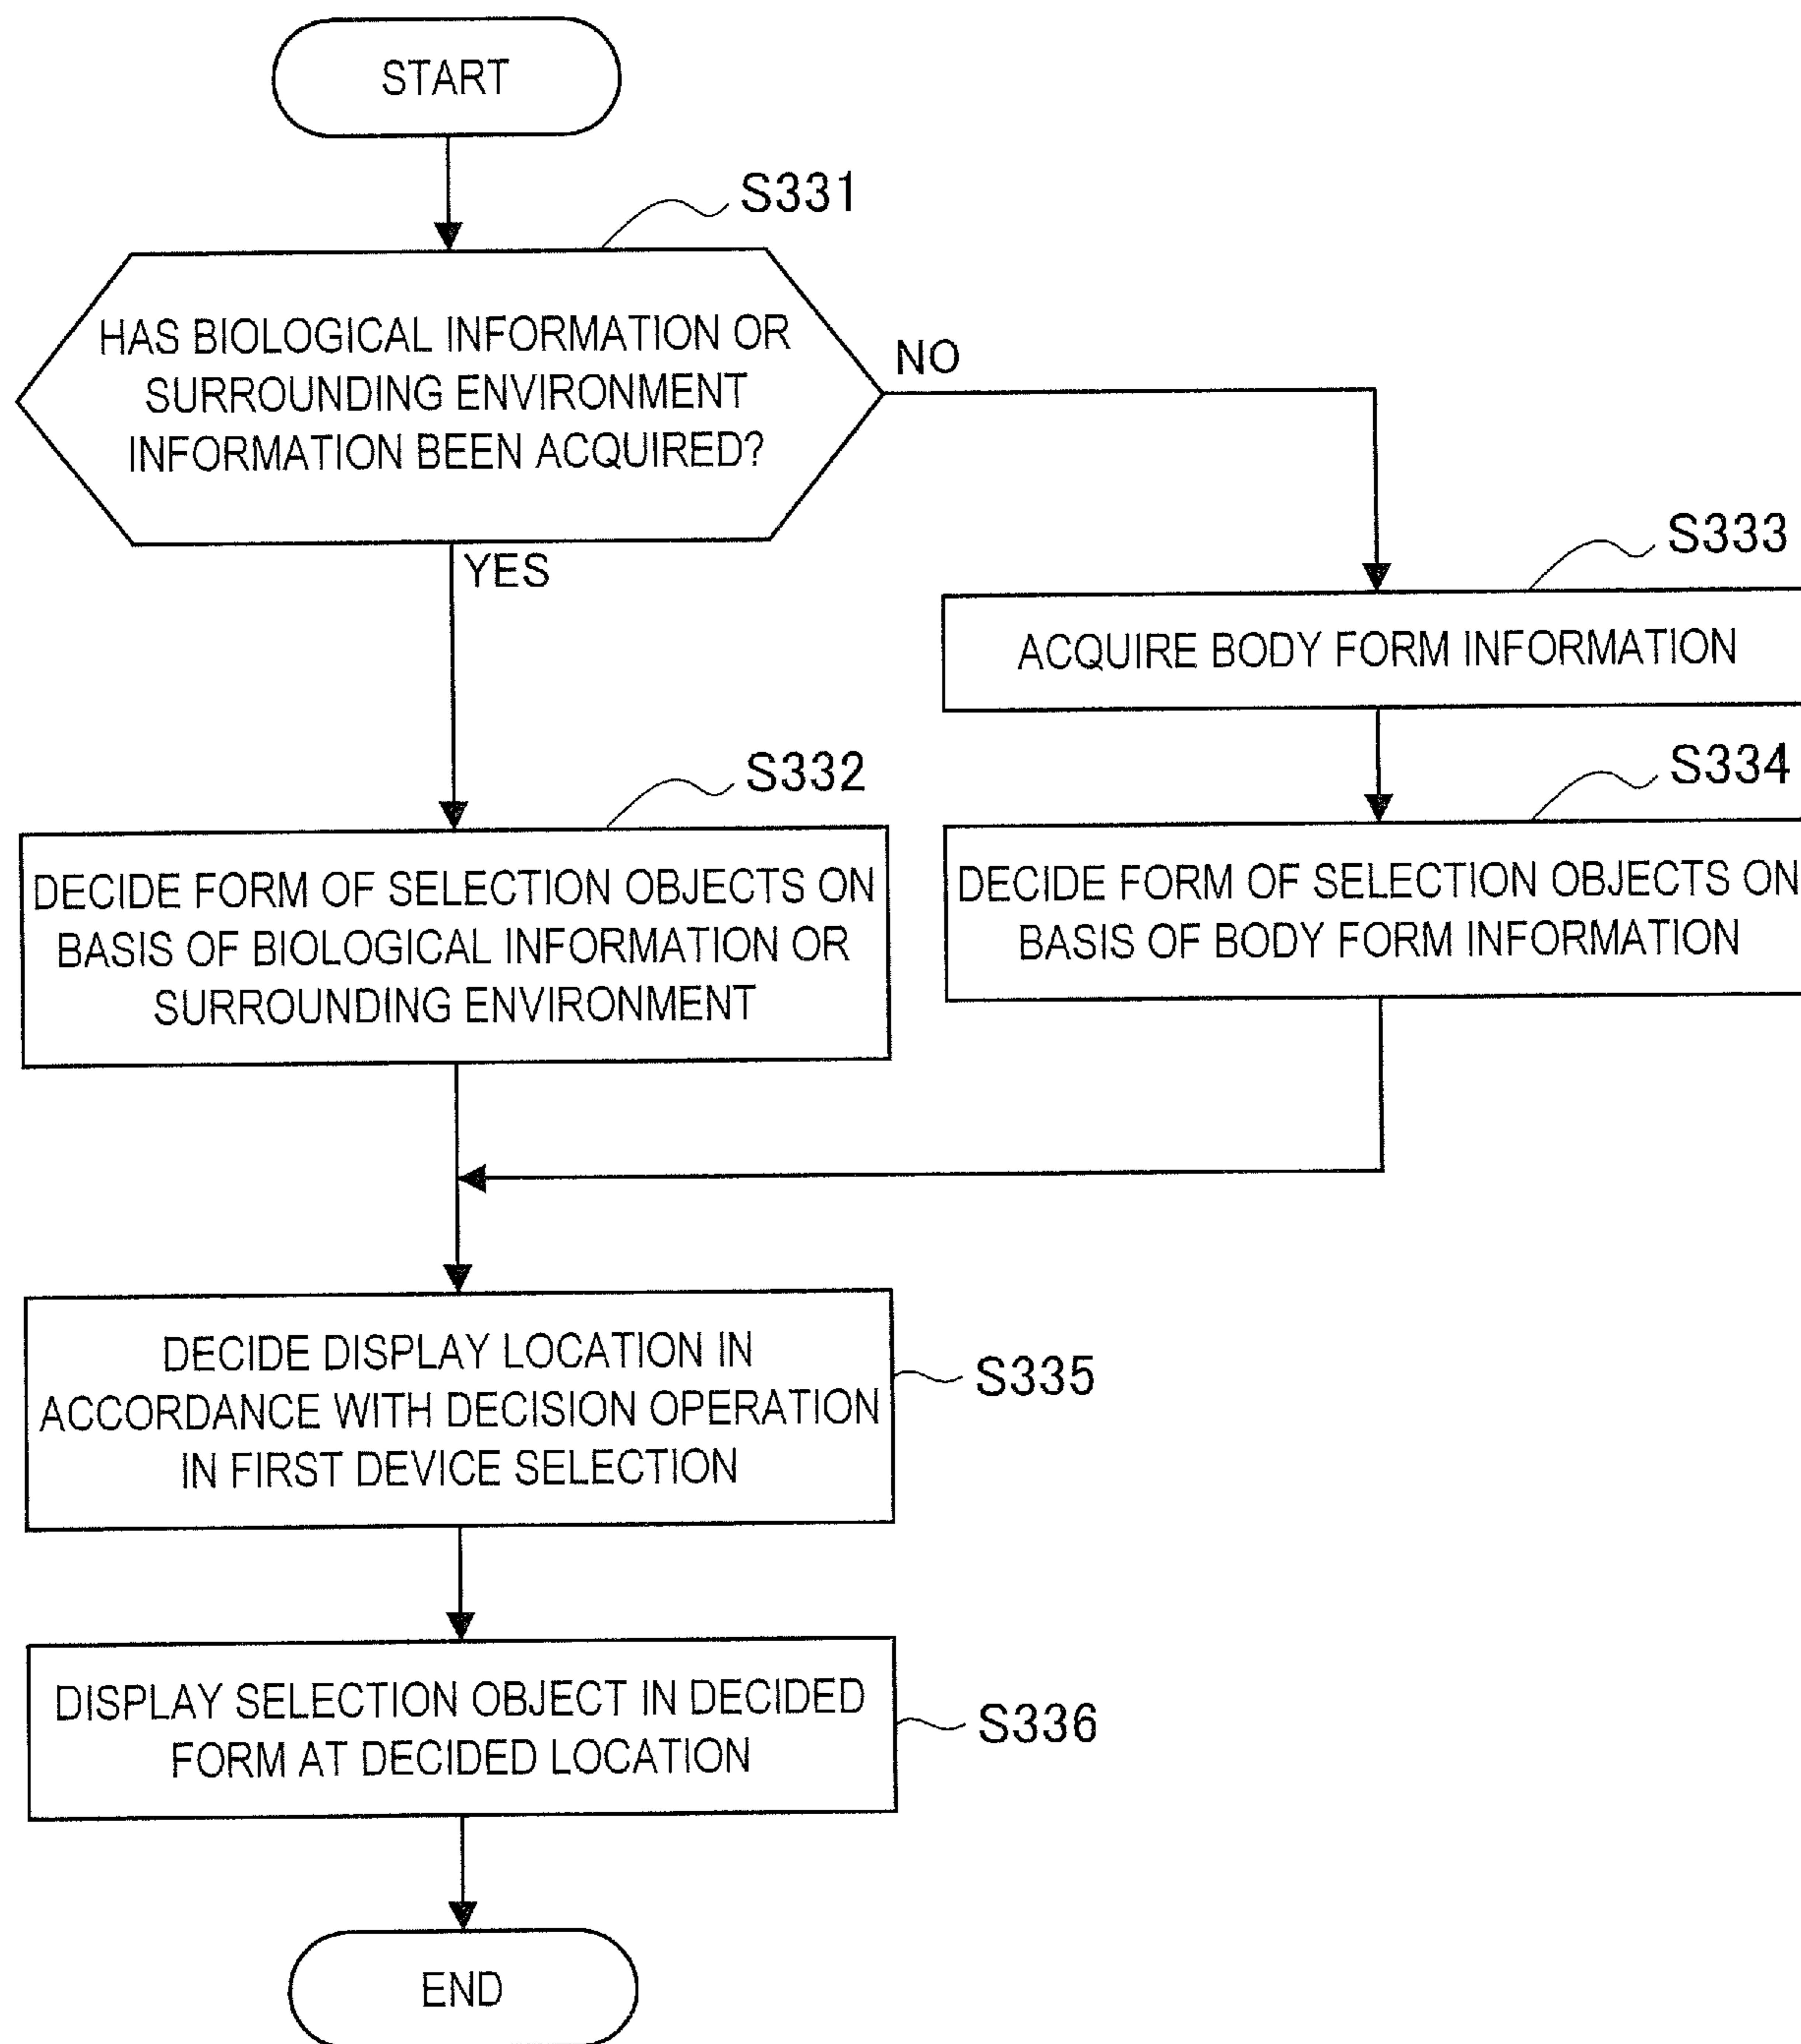 START
S331
HAS BIOLOGICAL INFORMATION OR
SURROUNDING ENVIRONMENT
INFORMATION BEEN ACQUIRED?
NO
YES
S333
ACQUIRE BODY FORM INFORMATION
S332
DECIDE FORM OF SELECTION OBJECTS ON
BASIS OF BIOLOGICAL INFORMATION OR
SURROUNDING ENVIRONMENT
S334
DECIDE FORM OF SELECTION OBJECTS ON
BASIS OF BODY FORM INFORMATION
DECIDE DISPLAY LOCATION IN
ACCORDANCE WITH DECISION OPERATION
IN FIRST DEVICE SELECTION
S335
DISPLAY SELECTION OBJECT IN DECIDED
FORM AT DECIDED LOCATION
S336
END